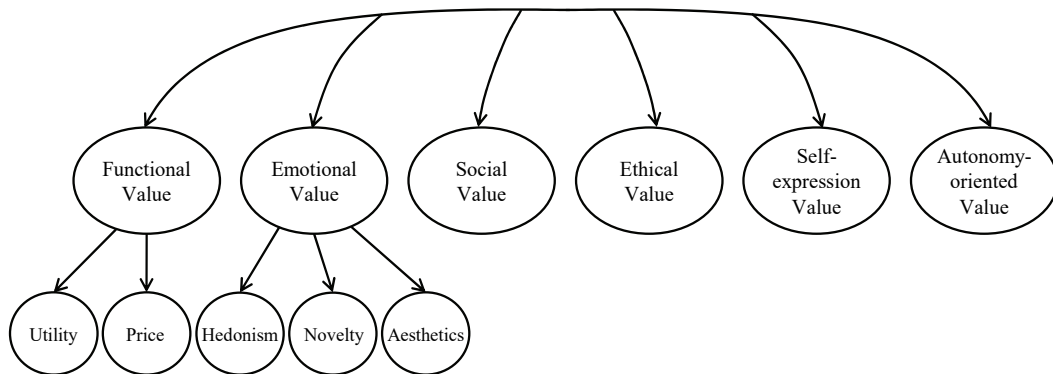 Functional
Value
Emotional
Value
Social
Value
Ethical
Value
Self-
expression
Value
Autonomy-
oriented
Value
Utility
Price
Hedonism
Novelty
Aesthetics